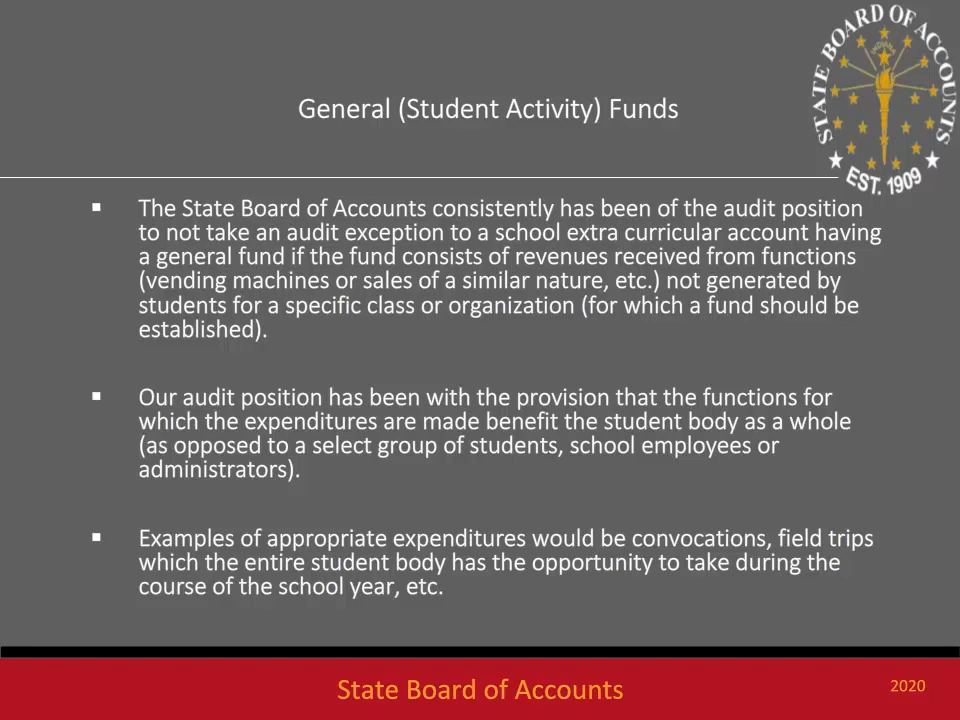 STATE BOARD OF ACCOUNTS
INDIANA
EST. 1909
General (Student Activity) Funds
▪ The State Board of Accounts consistently has been of the audit position
to not take an audit exception to a school extra curricular account having
a general fund if the fund consists of revenues received from functions
(vending machines or sales of a similar nature, etc.) not generated by
students for a specific class or organization (for which a fund should be
established).
▪ Our audit position has been with the provision that the functions for
which the expenditures are made benefit the student body as a whole
(as opposed to a select group of students, school employees or
administrators).
▪ Examples of appropriate expenditures would be convocations, field trips
which the entire student body has the opportunity to take during the
course of the school year, etc.
State Board of Accounts
2020